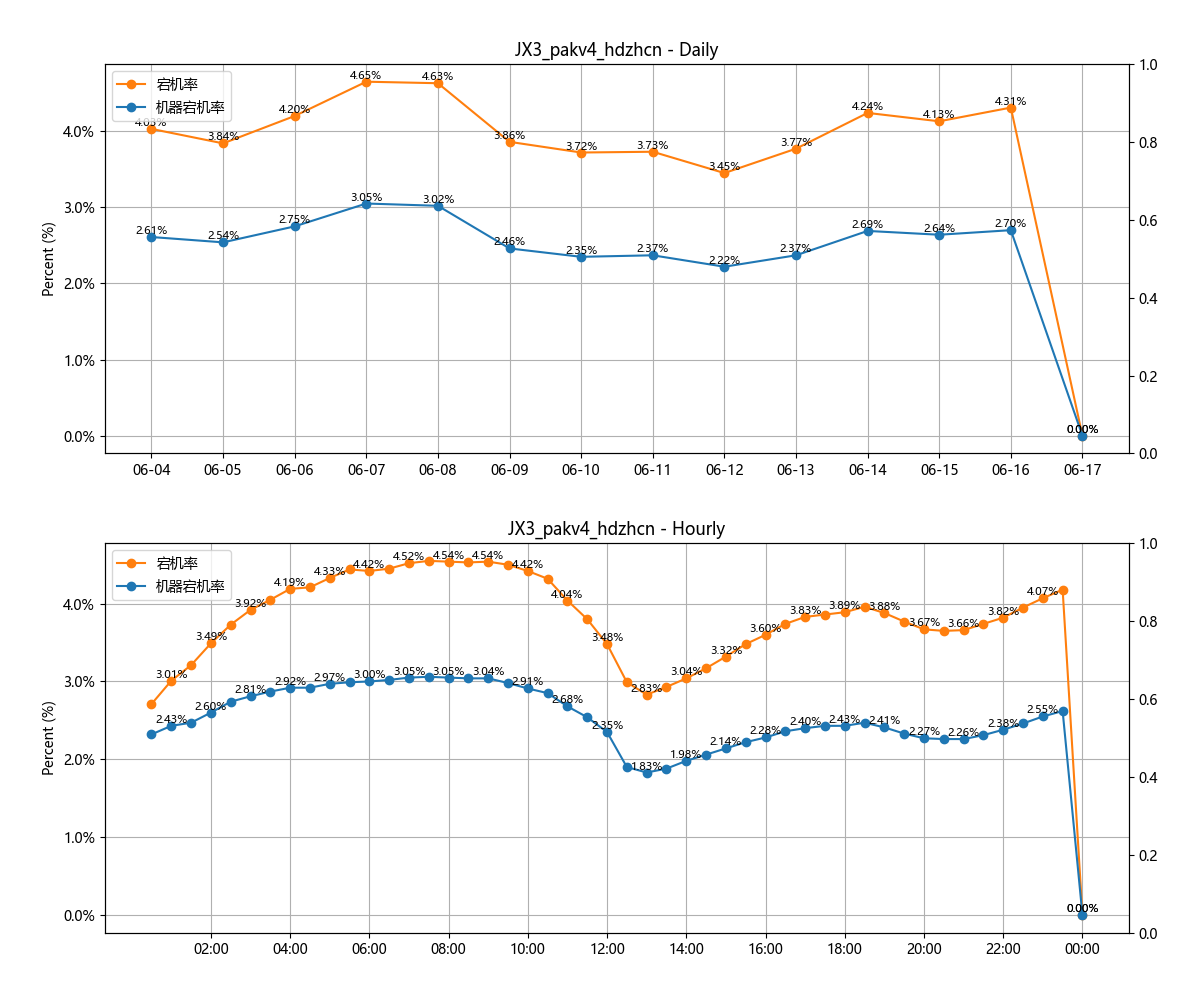 JX3_pakv4_hdzhcn - Daily
宕机率
机器宕机率
Percent (%)
4.0%
3.0%
2.0%
1.0%
0.0%
1.0
0.8
0.6
0.4
0.2
0.0
4.03% 3.84% 4.20% 4.65% 4.63% 3.86% 3.72% 3.73% 3.45% 3.77% 4.24% 4.13% 4.31% 0.00%
2.61% 2.54% 2.75% 3.05% 3.02% 2.46% 2.35% 2.37% 2.22% 2.37% 2.69% 2.64% 2.70% 0.00%
06-04 06-05 06-06 06-07 06-08 06-09 06-10 06-11 06-12 06-13 06-14 06-15 06-16 06-17
JX3_pakv4_hdzhcn - Hourly
宕机率
机器宕机率
Percent (%)
4.0%
3.0%
2.0%
1.0%
0.0%
1.0
0.8
0.6
0.4
0.2
0.0
3.01% 3.49% 3.92% 4.19% 4.33% 4.42% 4.52% 4.54% 4.54% 4.42% 4.04% 3.48% 2.83% 3.04% 3.32% 3.60% 3.83% 3.89% 3.88% 3.67% 3.66% 3.82% 4.07% 0.00%
2.43% 2.60% 2.81% 2.92% 2.97% 3.00% 3.05% 3.05% 3.04% 2.91% 2.68% 2.35% 1.83% 1.98% 2.14% 2.28% 2.40% 2.43% 2.41% 2.27% 2.26% 2.38% 2.55% 0.00%
02:00 04:00 06:00 08:00 10:00 12:00 14:00 16:00 18:00 20:00 22:00 00:00